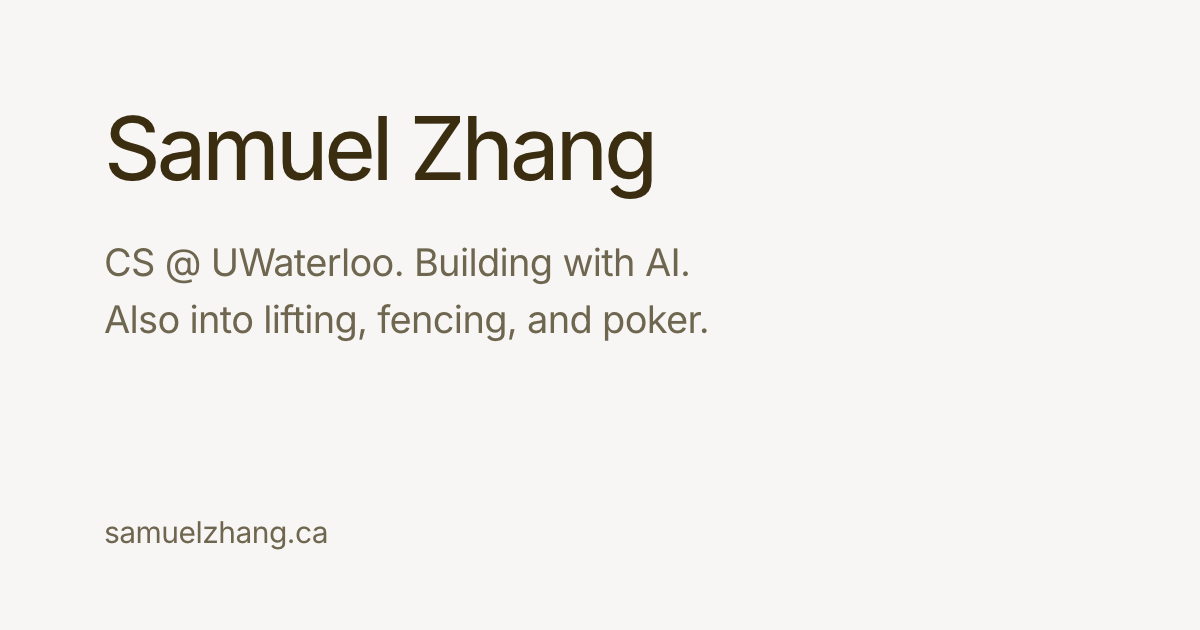 Samuel Zhang
CS @ UWaterloo. Building with AI.
Also into lifting, fencing, and poker.
samuelzhang.ca